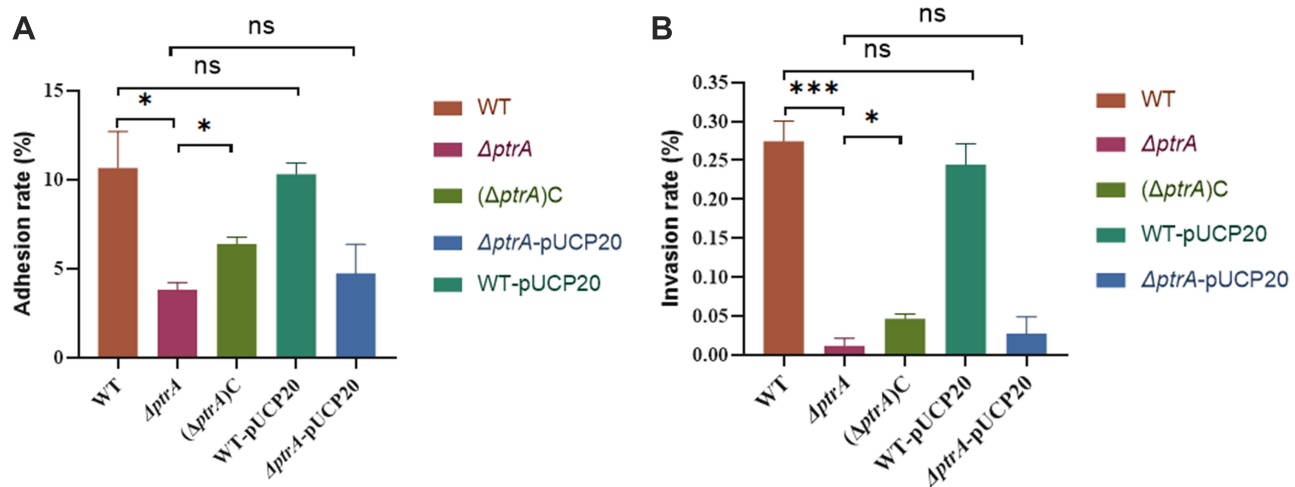 A
ns
ns
*
*
15
10
5
0
Adhesion rate (%)
WT
ΔptrA
(ΔptrA)C
WT-pUCP20
ΔptrA-pUCP20
WT
ΔptrA
(ΔptrA)C
ΔptrA-pUCP20
WT-pUCP20
B
ns
ns
***
*
0.35
0.30
0.25
0.20
0.15
0.10
0.05
0.00
Invasion rate (%)
WT
ΔptrA
(ΔptrA)C
WT-pUCP20
ΔptrA-pUCP20
WT
ΔptrA
(ΔptrA)C
WT-pUCP20
ΔptrA-pUCP20